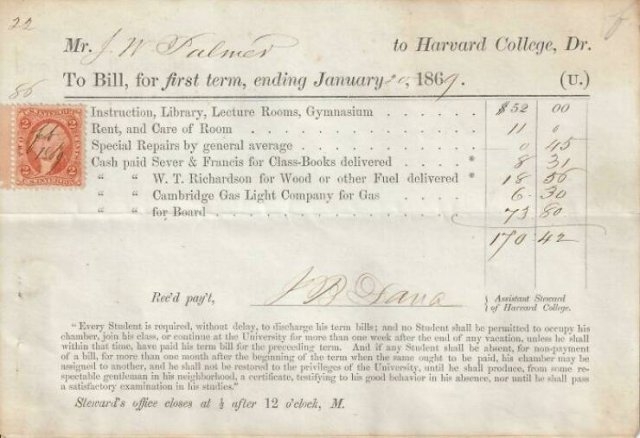 22
Mr. J. W. Palmer to Harvard College, Dr.
To Bill, for first term, ending January 20, 1869. (U.)
86
Instruction, Library, Lecture Rooms, Gymnasium . . . . . $52 00
Rent, and Care of Room . . . . . . . . . . . 11 0
Special Repairs by general average . . . . . . . . . 0 45
Cash paid Sever & Francis for Class-Books delivered . . . . * 8 31
" " W. T. Richardson for Wood or other Fuel delivered * 18 56
" " Cambridge Gas Light Company for Gas . . . . 6 30
" " for Board . . . . . . . . . . . . 73 80
170 42
2 2
Rec'd pay't, J B Dana { Assistant Steward
{ of Harvard College.
"Every Student is required, without delay, to discharge his term bills; and no Student shall be permitted to occupy his
chamber, join his class, or continue at the University for more than one week after the end of any vacation, unless he shall
within that time, have paid his term bill for the preceeding term. And if any Student shall be absent, for non-payment
of a bill, for more than one month after the beginning of the term when the same ought to be paid, his chamber may be
assigned to another, and he shall not be restored to the privileges of the University, until he shall produce, from some re-
spectable gentleman in his neighborhood, a certificate, testifying to his good behavior in his absence, nor until he shall pass
a satisfactory examination in his studies."
Steward's office closes at ½ after 12 o'clock, M.